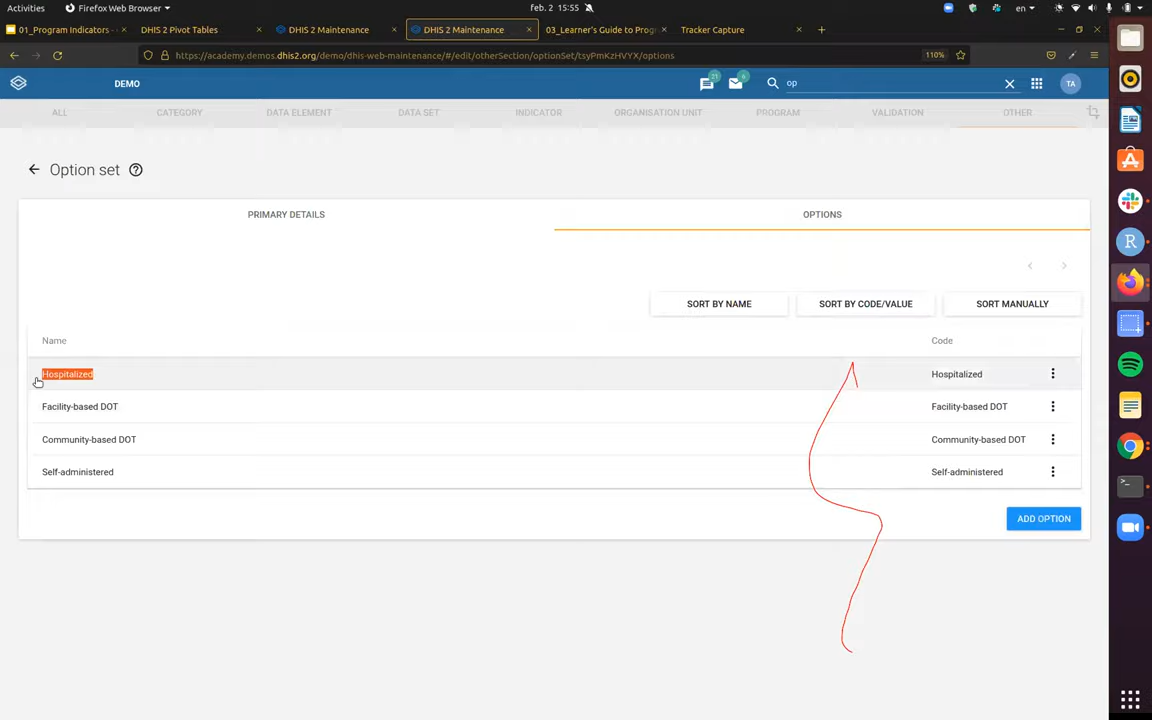 Activities Firefox Web Browser feb. 2 15:55 en
01_Program Indicators - DHIS 2 Pivot Tables DHIS 2 Maintenance DHIS 2 Maintenance 03_Learner's Guide to Prog Tracker Capture
https://academy.demos.dhis2.org/demo/dhis-web-maintenance/#/edit/otherSection/optionSet/tsyPmKzHVYX/options 110%
DEMO 21 6 op TA
ALL CATEGORY DATA ELEMENT DATA SET INDICATOR ORGANISATION UNIT PROGRAM VALIDATION OTHER
Option set
PRIMARY DETAILS OPTIONS
SORT BY NAME SORT BY CODE/VALUE SORT MANUALLY
Name Code
Hospitalized Hospitalized
Facility-based DOT Facility-based DOT
Community-based DOT Community-based DOT
Self-administered Self-administered
ADD OPTION